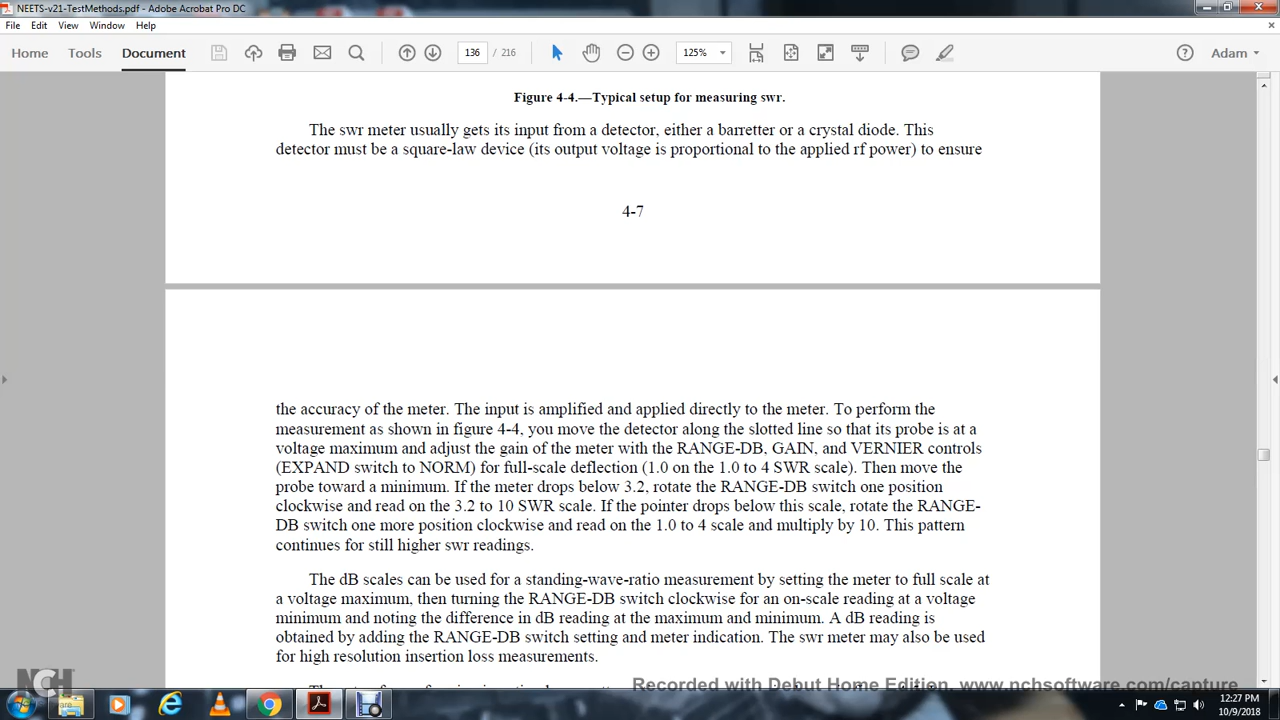 NEETS-v21-TestMethods.pdf - Adobe Acrobat Pro DC
File Edit View Window Help
Home Tools Document 136 / 216 125% Adam
Figure 4-4.—Typical setup for measuring swr.
The swr meter usually gets its input from a detector, either a barretter or a crystal diode. This
detector must be a square-law device (its output voltage is proportional to the applied rf power) to ensure
4-7
the accuracy of the meter. The input is amplified and applied directly to the meter. To perform the
measurement as shown in figure 4-4, you move the detector along the slotted line so that its probe is at a
voltage maximum and adjust the gain of the meter with the RANGE-DB, GAIN, and VERNIER controls
(EXPAND switch to NORM) for full-scale deflection (1.0 on the 1.0 to 4 SWR scale). Then move the
probe toward a minimum. If the meter drops below 3.2, rotate the RANGE-DB switch one position
clockwise and read on the 3.2 to 10 SWR scale. If the pointer drops below this scale, rotate the RANGE-
DB switch one more position clockwise and read on the 1.0 to 4 scale and multiply by 10. This pattern
continues for still higher swr readings.
The dB scales can be used for a standing-wave-ratio measurement by setting the meter to full scale at
a voltage maximum, then turning the RANGE-DB switch clockwise for an on-scale reading at a voltage
minimum and noting the difference in dB reading at the maximum and minimum. A dB reading is
obtained by adding the RANGE-DB switch setting and meter indication. The swr meter may also be used
for high resolution insertion loss measurements.
NCH
Recorded with Debut Home Edition. www.nchsoftware.com/capture
12:27 PM
10/9/2018